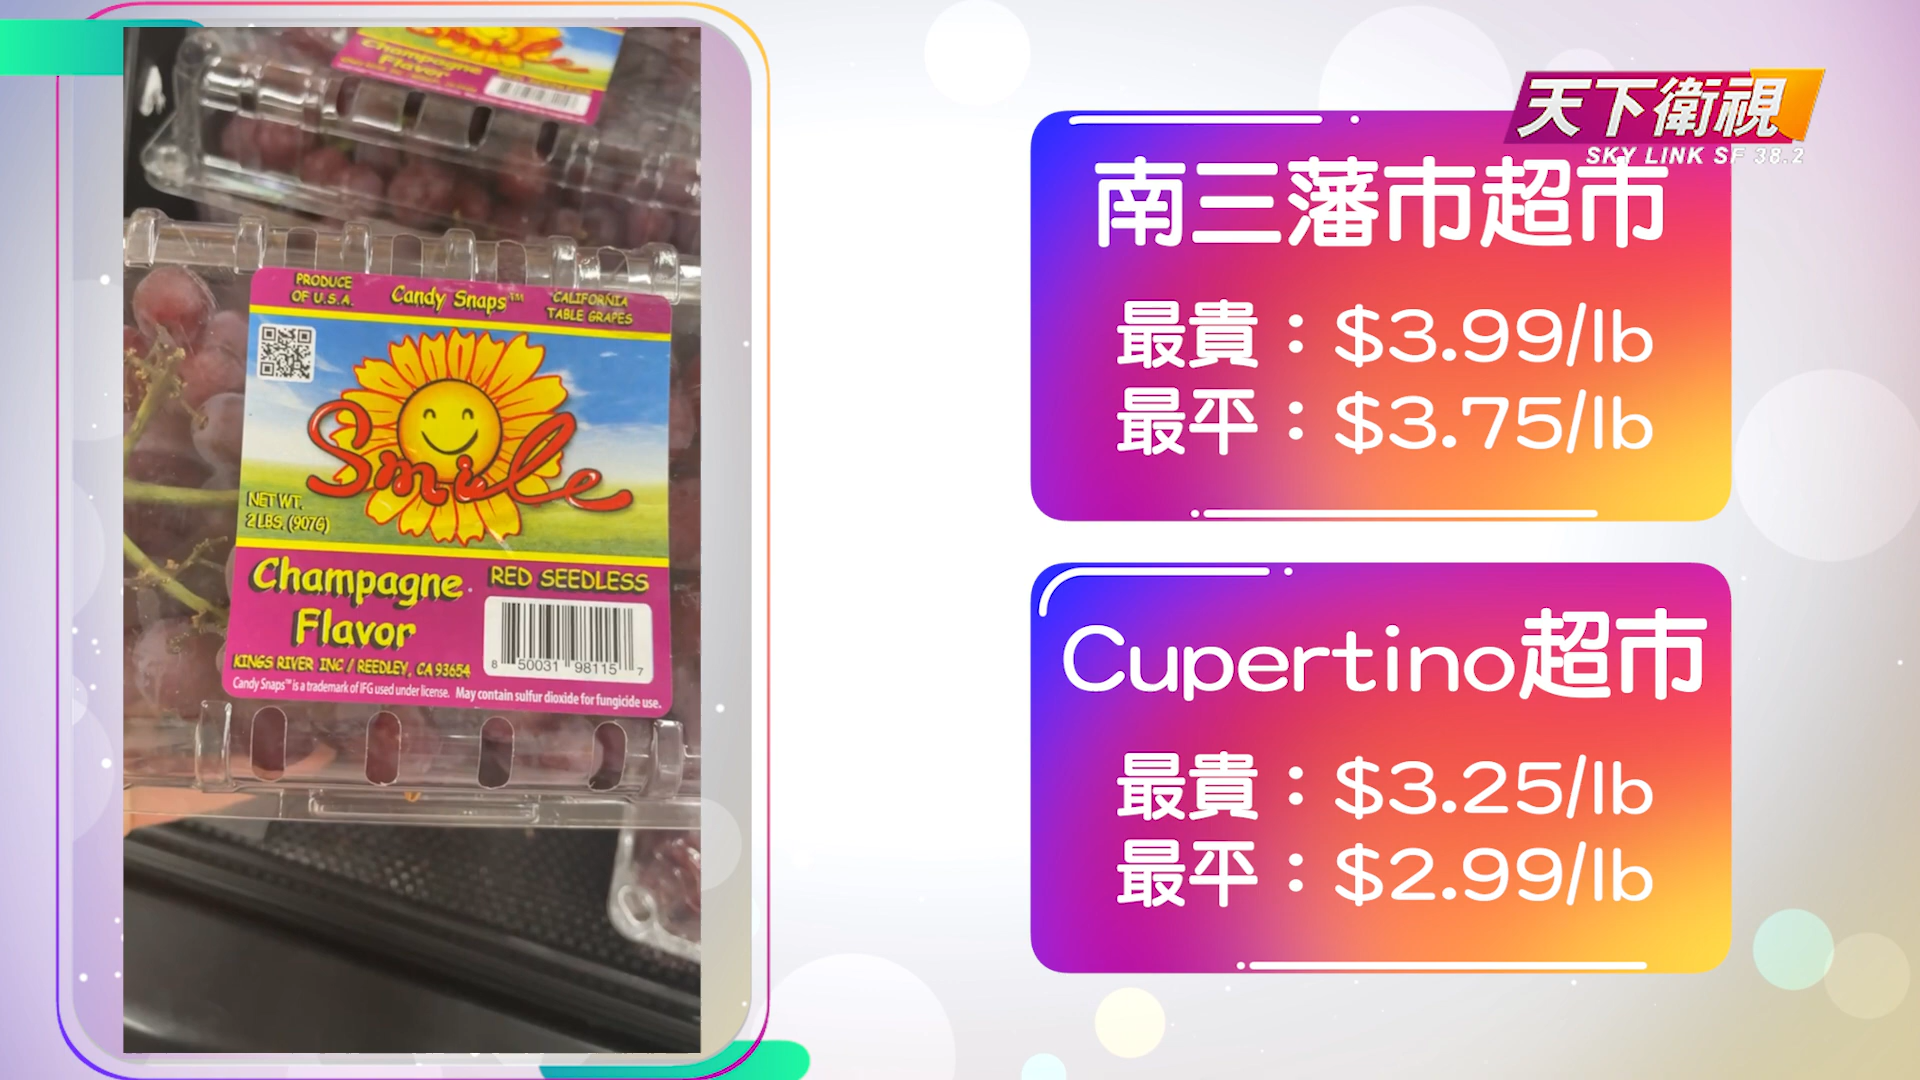 Champagne
Flavor
PRODUCE
OF U.S.A.
Candy Snaps™
CALIFORNIA
TABLE GRAPES
Smile
NET WT.
2 LBS. (907G)
Champagne
Flavor
RED SEEDLESS
8 50031 98115 7
KINGS RIVER INC / REEDLEY, CA 93654
Candy Snaps™ is a trademark of IFG used under license. May contain sulfur dioxide for fungicide use.
天下衛視
SKY LINK SF 38.2
南三藩市超市
最貴：$3.99/lb
最平：$3.75/lb
Cupertino超市
最貴：$3.25/lb
最平：$2.99/lb